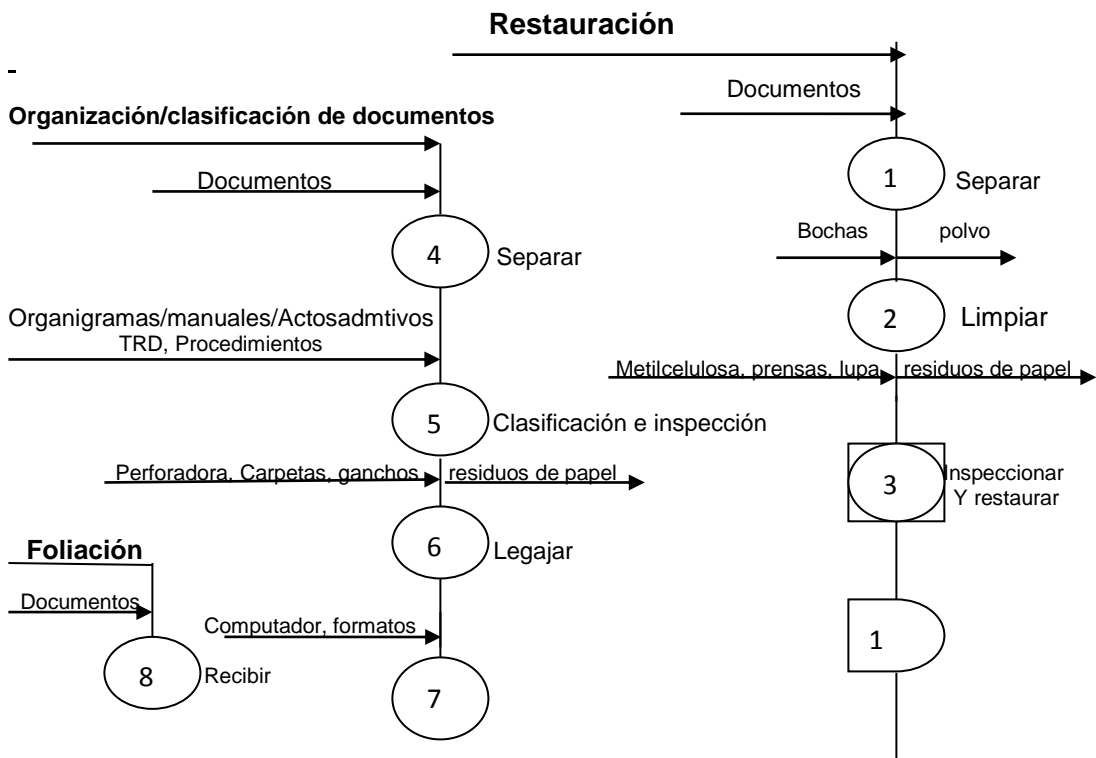 Restauración
Documentos
1
Separar
Bochas
polvo
2
Limpiar
Metilcelulosa, prensas, lupa
residuos de papel
3
Inspeccionar
Y restaurar
1
Organización/clasificación de documentos
Documentos
4
Separar
Organigramas/manuales/Actosadmtivos
TRD, Procedimientos
5
Clasificación e inspección
Perforadora, Carpetas, ganchos
residuos de papel
6
Legajar
Computador, formatos
7
Foliación
Documentos
8
Recibir